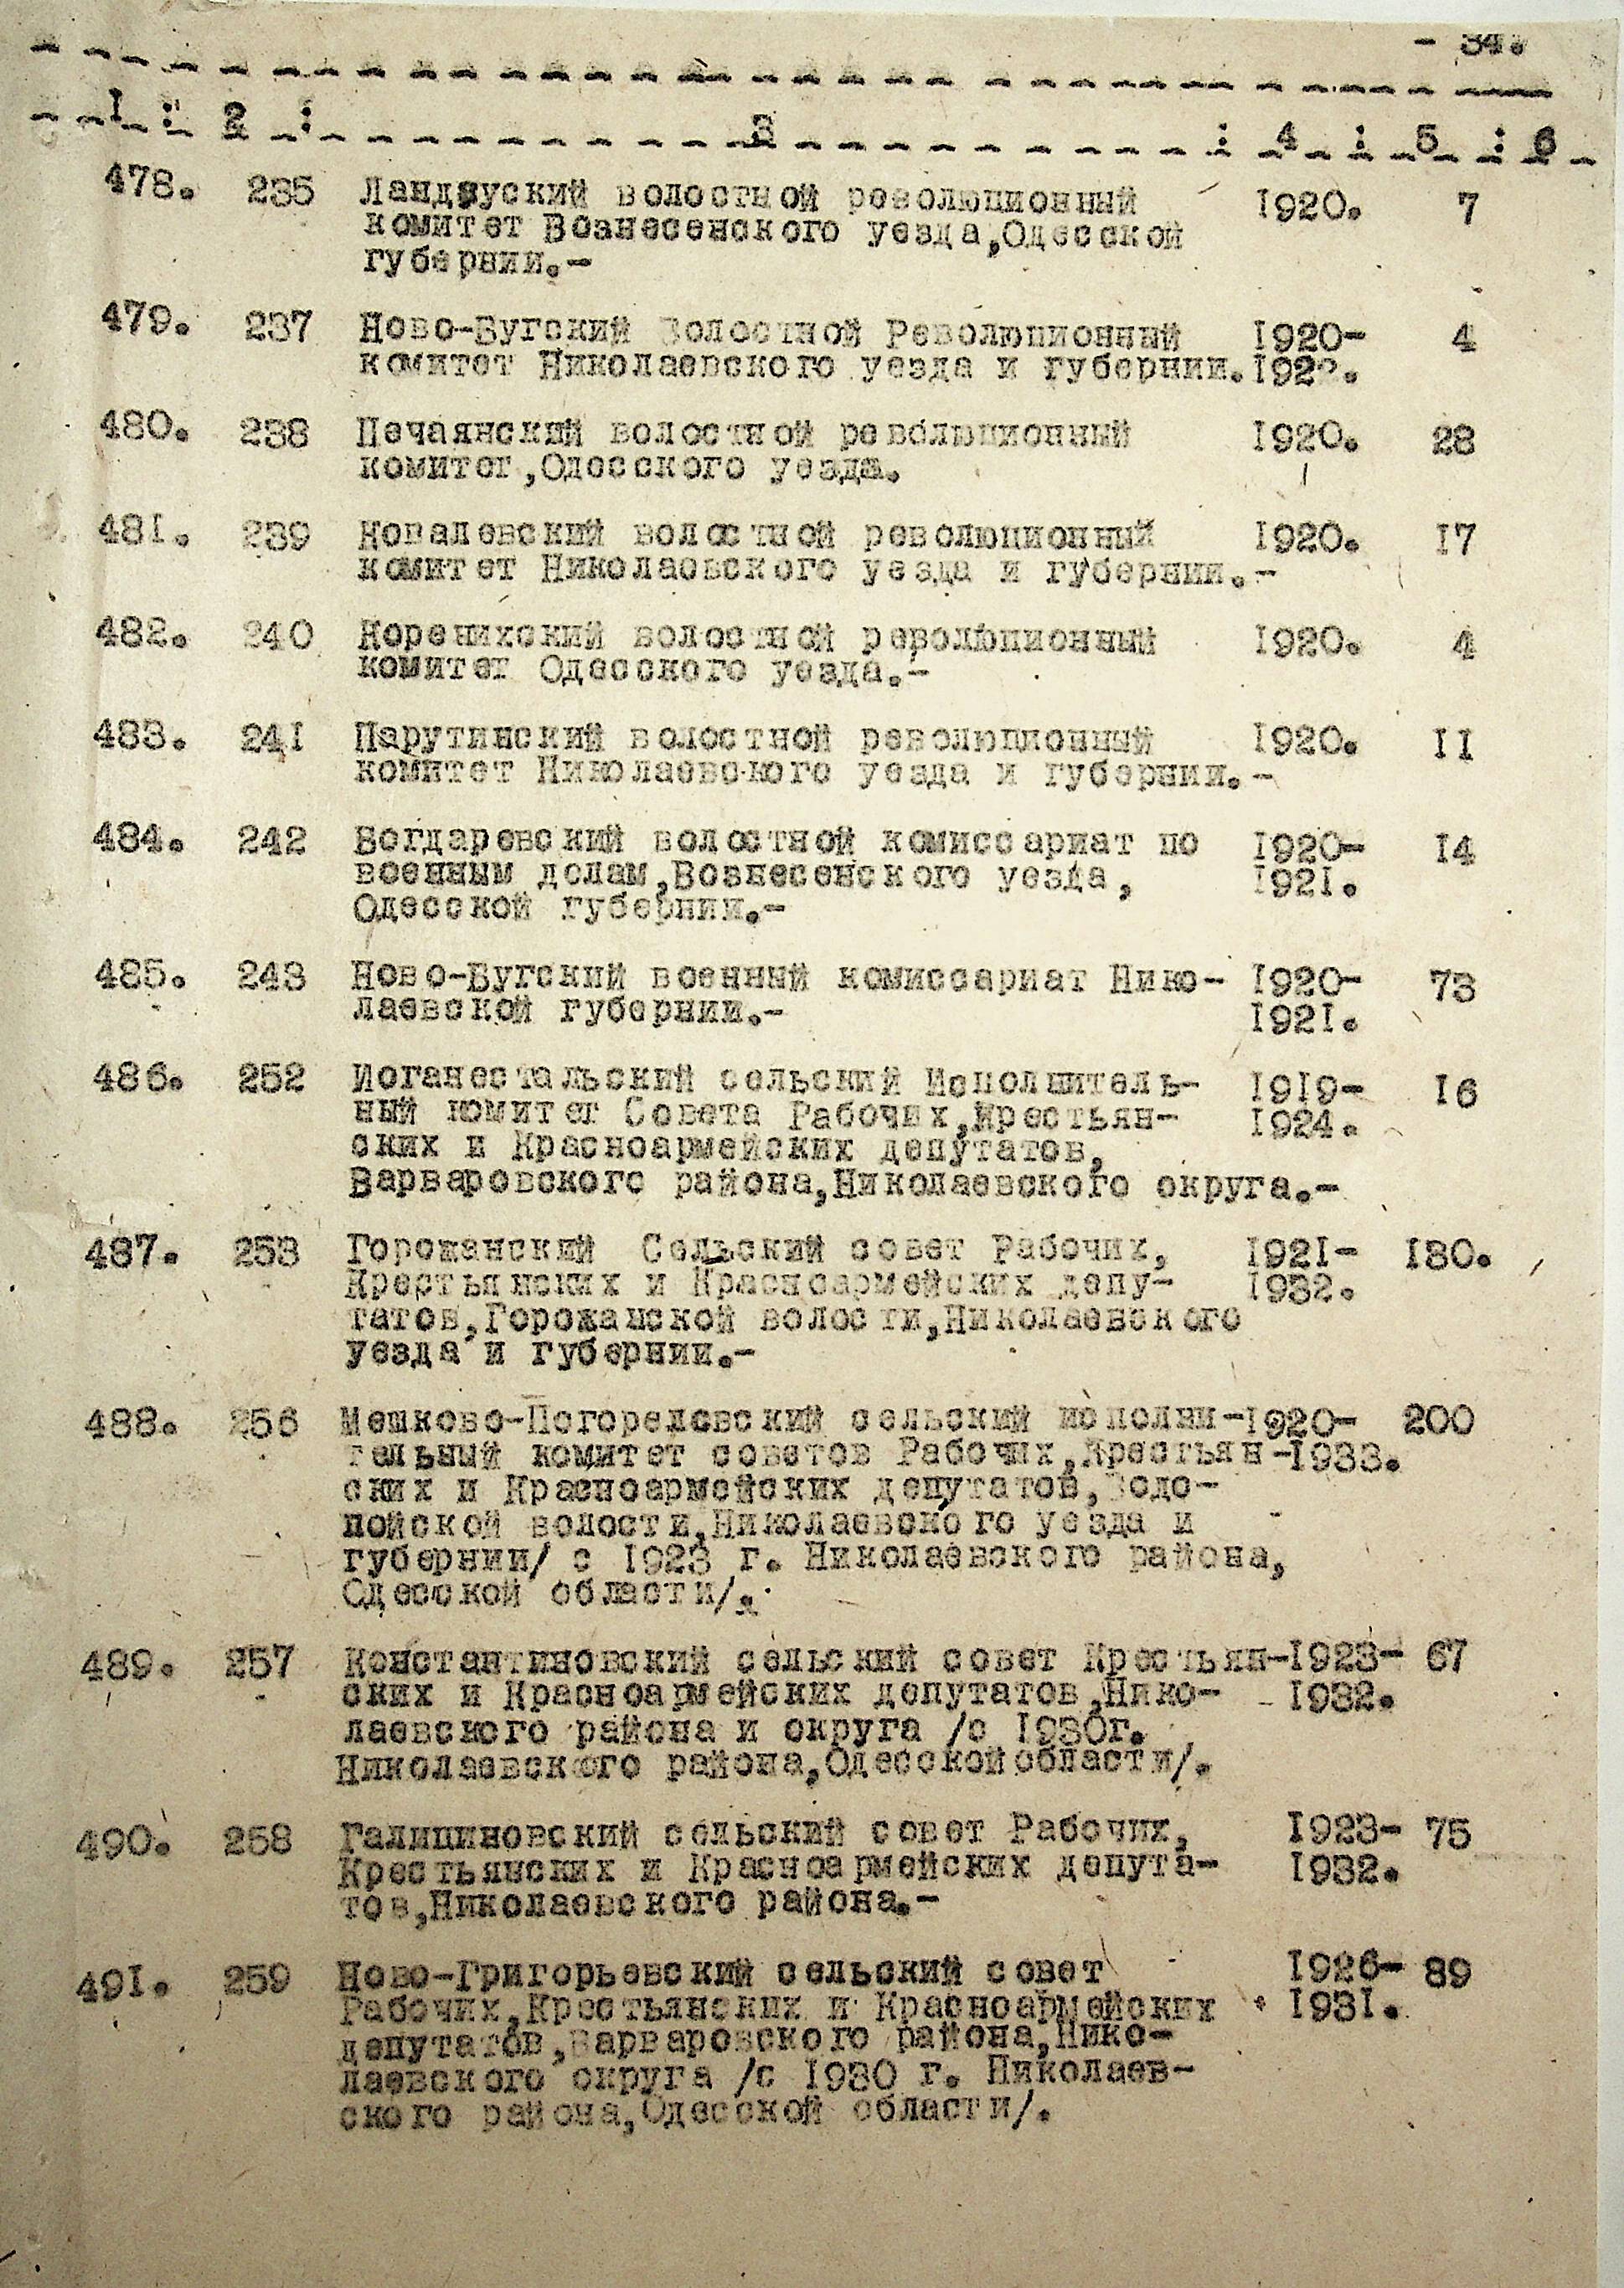 - 34.
1 : 2 : 3 : 4 : 5 : 6
478. 235 Ландауский волостной революционный 1920. 7
комитет Вознесенского уезда,Одесской
губернии.-
479. 237 Ново-Бугский Волостной Революционный 1920- 4
комитет Николаевского уезда и губернии. 1922.
480. 238 Печаянский волостной революционный 1920. 28
комитет,Одесского уезда.
481. 239 Ковалевский волостной революционный 1920. 17
комитет Николаевского уезда и губернии.-
482. 240 Коренихский волостной революционный 1920. 4
комитет Одесского уезда.-
483. 241 Парутинский волостной революционный 1920. 11
комитет Николаевского уезда и губернии.-
484. 242 Богдаревский волостной комиссариат по 1920- 14
военным делам,Вознесенского уезда, 1921.
Одесской губернии.-
485. 243 Ново-Бугский военный комиссариат Нико- 1920- 73
лаевской губернии.- 1921.
486. 252 Иоганестальский сельский Исполнитель- 1919- 16
ный комитет Совета Рабочих,Крестьян- 1924.
ских и Красноармейских депутатов,
Варваровского района,Николаевского округа.-
487. 253 Горожанский Сельский совет Рабочих, 1921- 180.
Крестьянских и Красноармейских депу- 1932.
татов,Горожанской волости,Николаевского
уезда и губернии.-
488. 256 Мешково-Погореловский сельский исполни- 1920- 200
тельный комитет советов Рабочих,Крестьян- 1933.
ских и Красноармейских депутатов,Водо-
пойской волости,Николаевского уезда и
губернии/ с 1923 г. Николаевского района,
Одесской области/.
489. 257 Константиновский сельский совет Крестьян- 1923- 67
ских и Красноармейских депутатов,Нико- 1932.
лаевского района и округа /с 1930г.
Николаевского района,Одесской области/.
490. 258 Галициновский сельский совет Рабочих, 1923- 75
Крестьянских и Красноармейских депута- 1932.
тов,Николаевского района.-
491. 259 Ново-Григорьевский сельский совет 1926- 89
Рабочих,Крестьянских и Красноармейских 1931.
депутатов,Варваровского района,Нико-
лаевского округа /с 1930 г. Николаев-
ского района,Одесской области/.